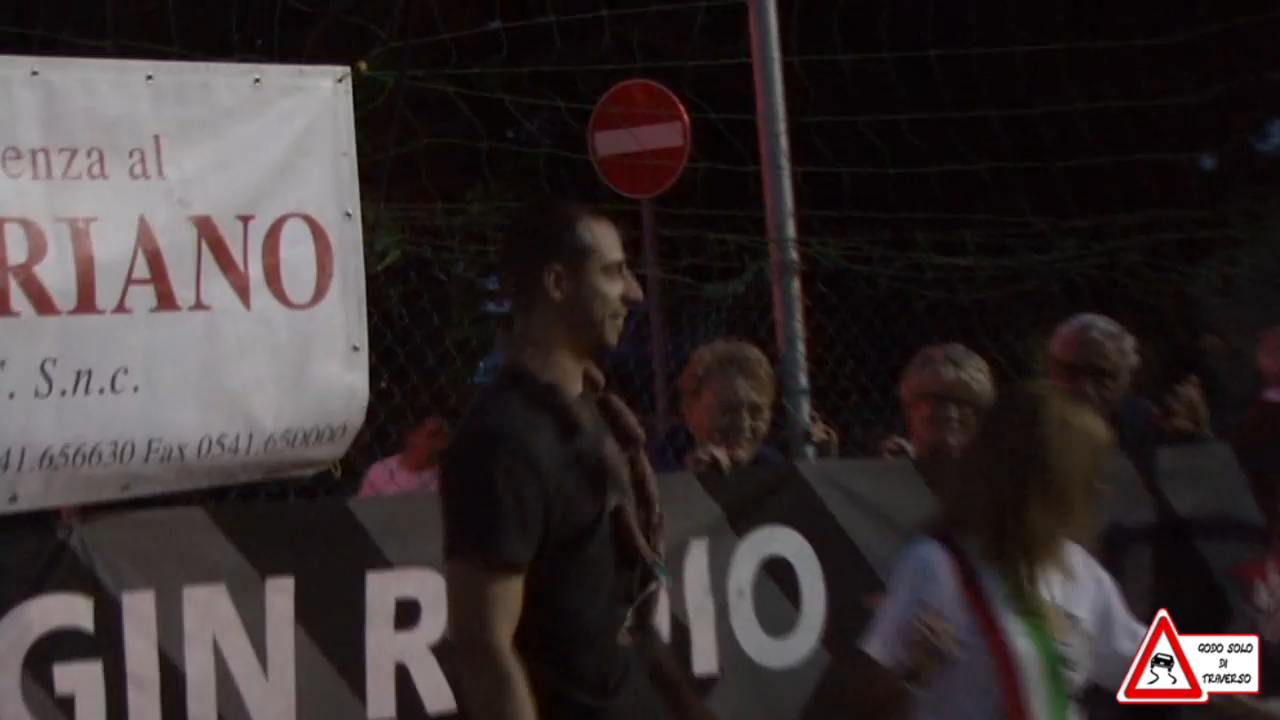 enza al
RIANO
. S.n.c.
41.656630 Fax 0541.650000
GIN R
IO
GODO SOLO
DI
TRAVERSO